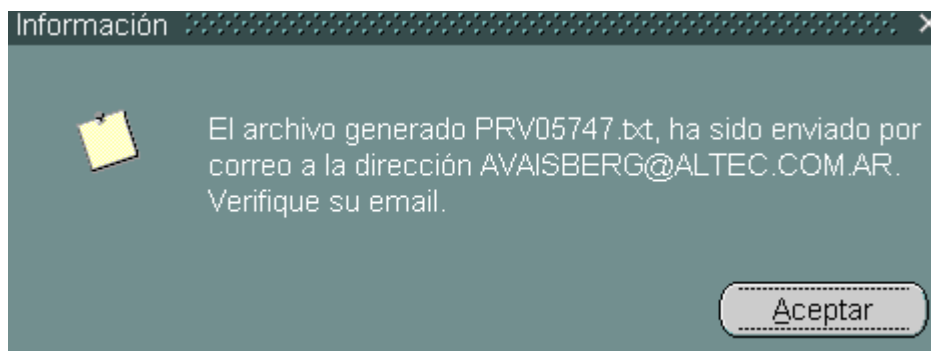 Información
El archivo generado PRV05747.txt, ha sido enviado por
correo a la dirección AVAISBERG@ALTEC.COM.AR.
Verifique su email.
Aceptar